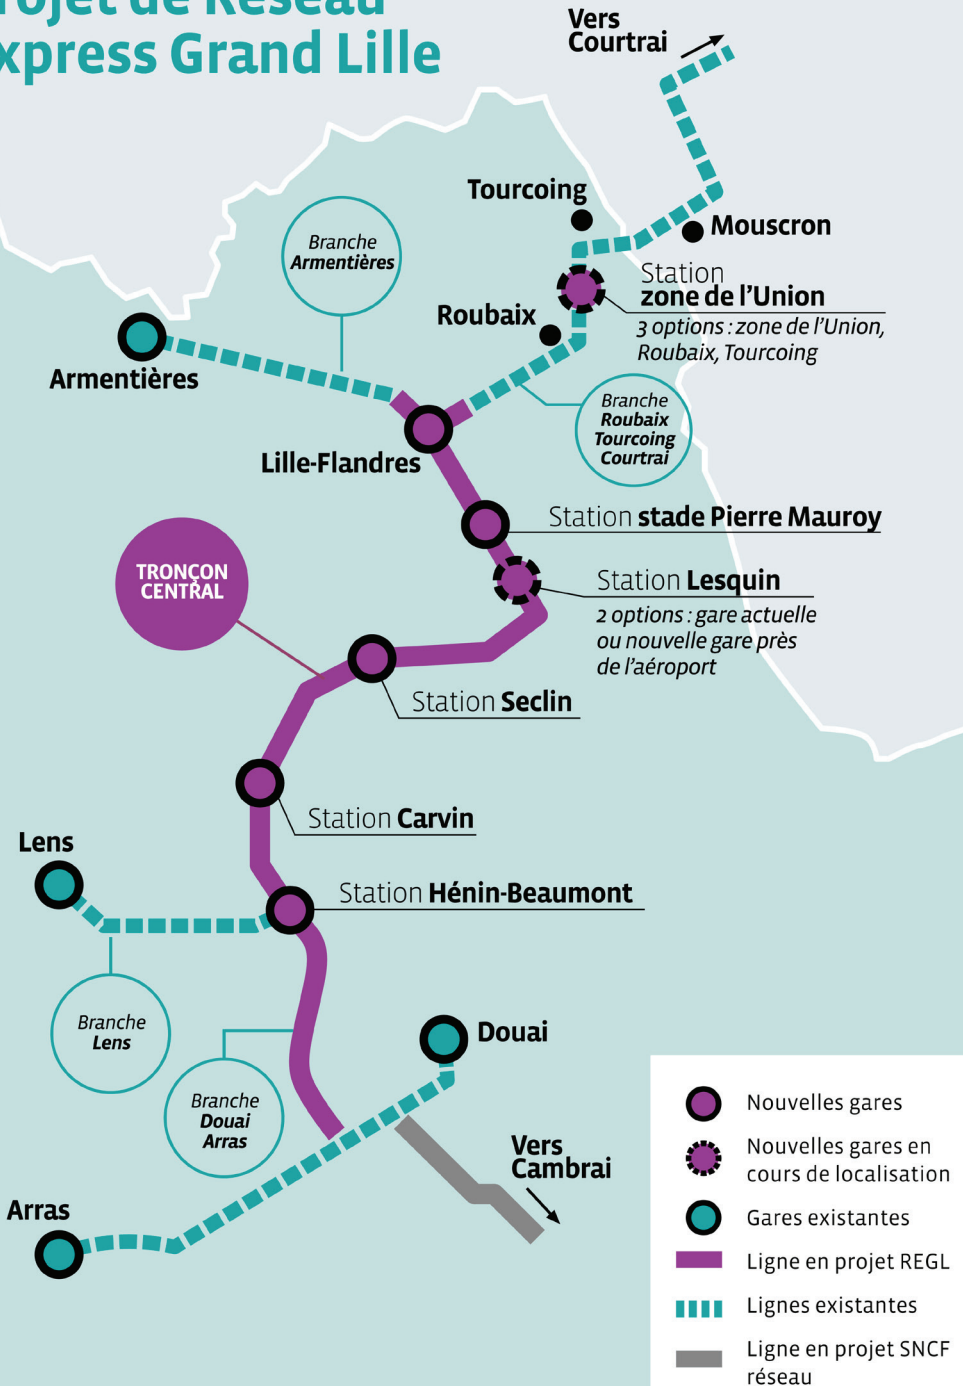 rojet de Réseau
xpress Grand Lille
Vers
Courtrai
Tourcoing
Mouscron
Branche
Armentières
Station
zone de l'Union
3 options : zone de l'Union,
Roubaix, Tourcoing
Roubaix
Armentières
Branche
Roubaix
Tourcoing
Courtrai
Lille-Flandres
Station stade Pierre Mauroy
TRONÇON
CENTRAL
Station Lesquin
2 options : gare actuelle
ou nouvelle gare près
de l'aéroport
Station Seclin
Station Carvin
Lens
Station Hénin-Beaumont
Branche
Lens
Douai
Branche
Douai
Arras
Vers
Cambrai
Arras
Nouvelles gares
Nouvelles gares en
cours de localisation
Gares existantes
Ligne en projet REGL
Lignes existantes
Ligne en projet SNCF
réseau